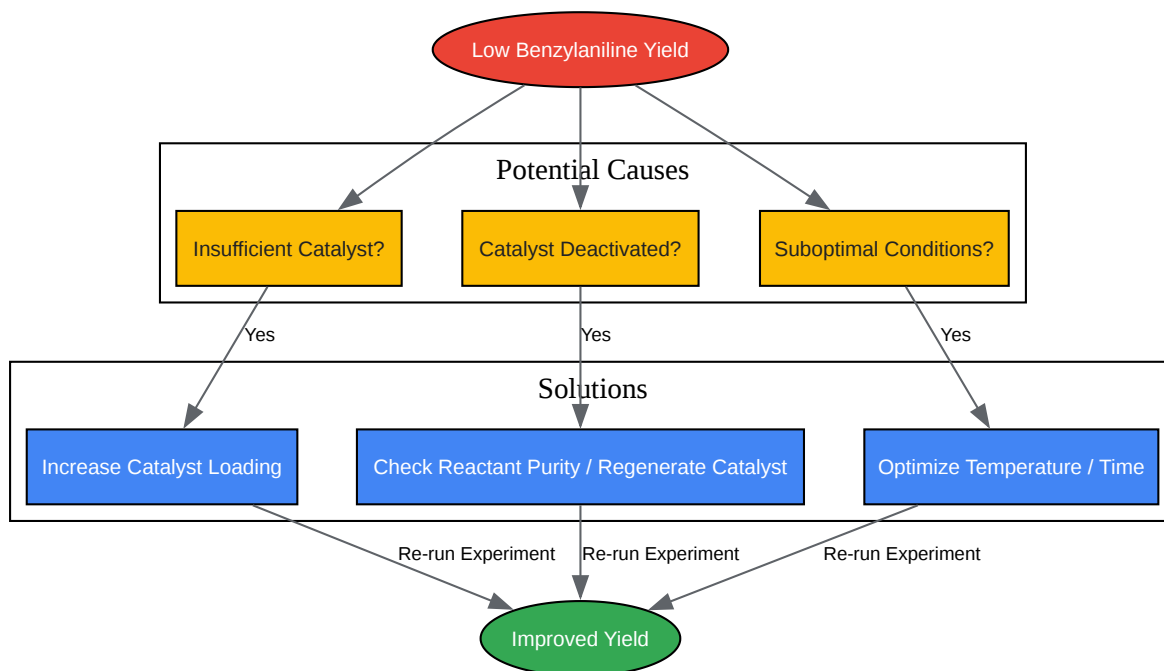 Low Benzylaniline Yield
Potential Causes
Insufficient Catalyst?
Catalyst Deactivated?
Suboptimal Conditions?
Yes
Yes
Yes
Solutions
Increase Catalyst Loading
Check Reactant Purity / Regenerate Catalyst
Optimize Temperature / Time
Re-run Experiment
Re-run Experiment
Re-run Experiment
Improved Yield